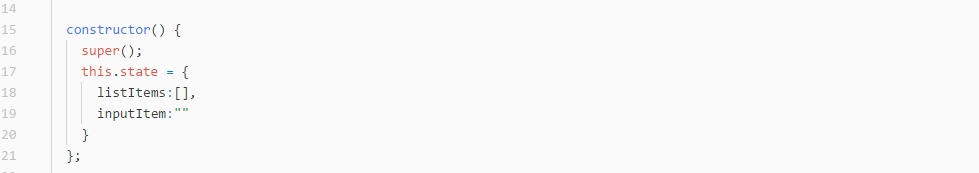 14
15 constructor() {
16 super();
17 this.state = {
18 listItems:[],
19 inputItem:""
20 }
21 };